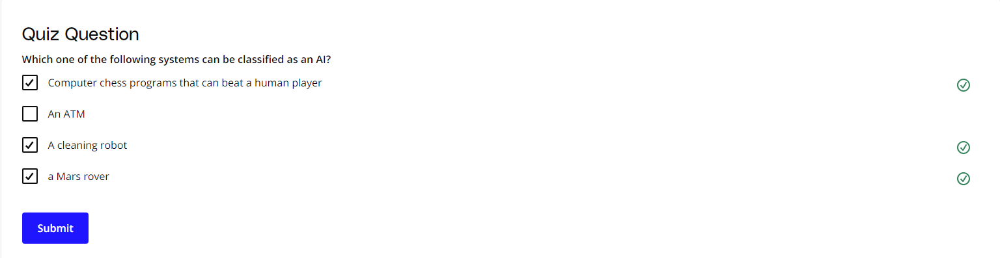 Quiz Question
Which one of the following systems can be classified as an AI?
Computer chess programs that can beat a human player
An ATM
A cleaning robot
a Mars rover
Submit